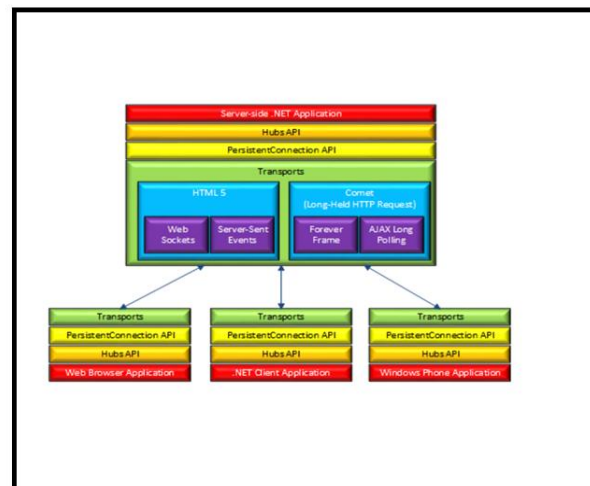 Server-side .NET Application
Hubs API
PersistentConnection API
Transports
HTML 5
Web
Sockets
Server-Sent
Events
Comet
(Long-Held HTTP Request)
Forever
Frame
AJAX Long
Polling
Transports
PersistentConnection API
Hubs API
Web Browser Application
Transports
PersistentConnection API
Hubs API
.NET Client Application
Transports
PersistentConnection API
Hubs API
Windows Phone Application